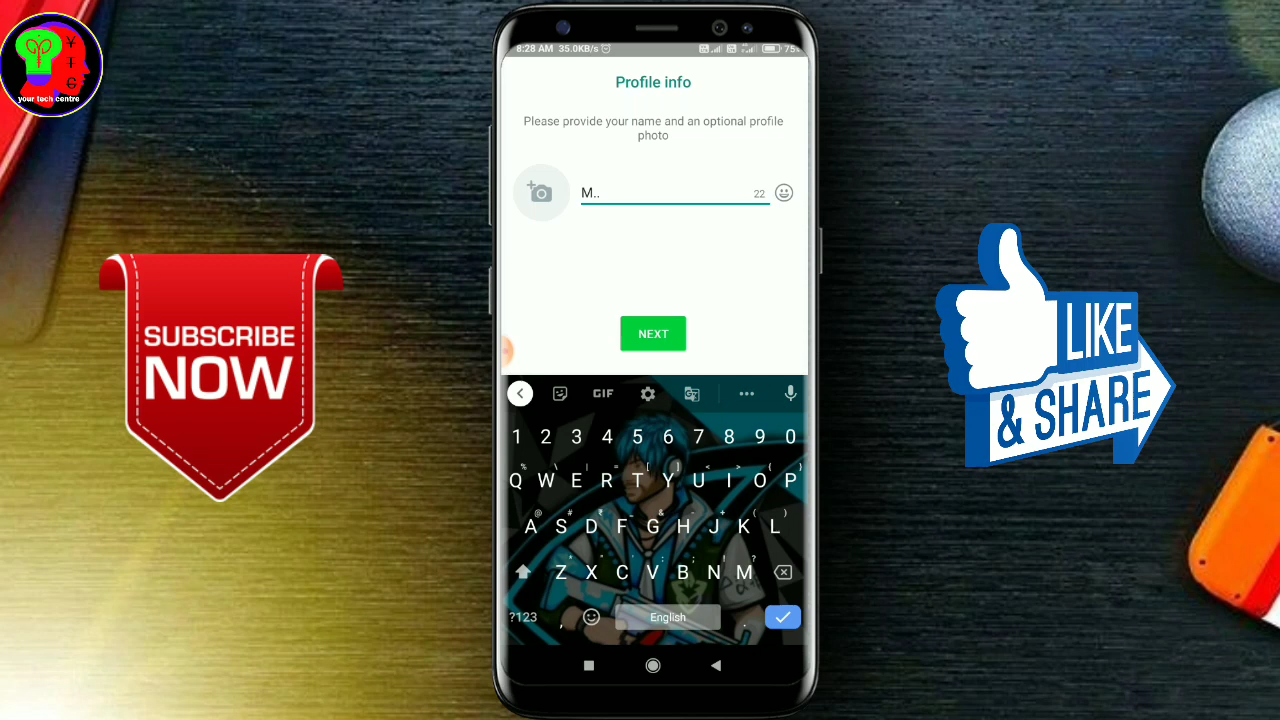 Y
T
C
your tech centre
SUBSCRIBE
NOW
8:28 AM 35.0KB/s 75%
Profile info
Please provide your name and an optional profile
photo
M.. 22
NEXT
GIF
1 2 3 4 5 6 7 8 9 0
% \ | = [ ] < > { }
Q W E R T Y U I O P
@ # ₹ _ & - + ( )
A S D F G H J K L
* " ' : ; ! ?
Z X C V B N M
?123 , English .
LIKE
& SHARE